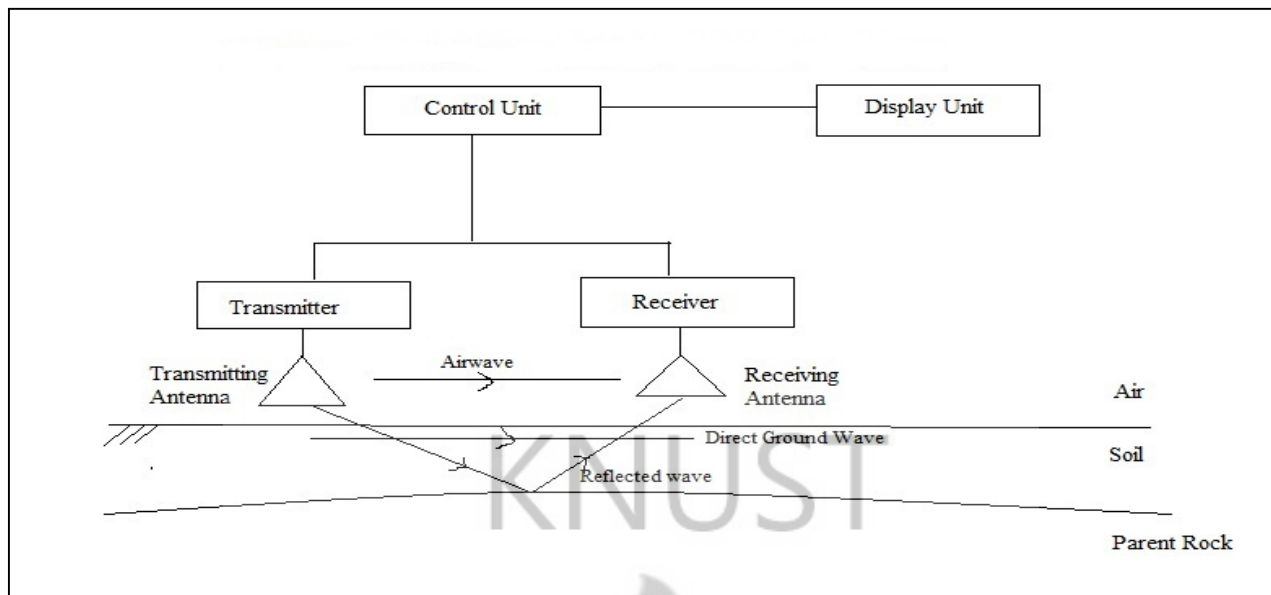 Control Unit
Display Unit
Transmitter
Receiver
Airwave
Transmitting
Antenna
Receiving
Antenna
Air
Direct Ground Wave
Soil
Reflected wave
KNUST
Parent Rock